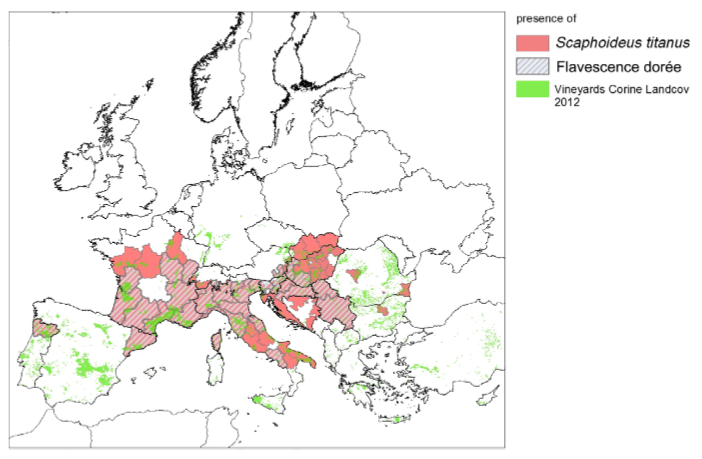 presence of
Scaphoideus titanus
Flavescence dorée
Vineyards Corine Landcov
2012